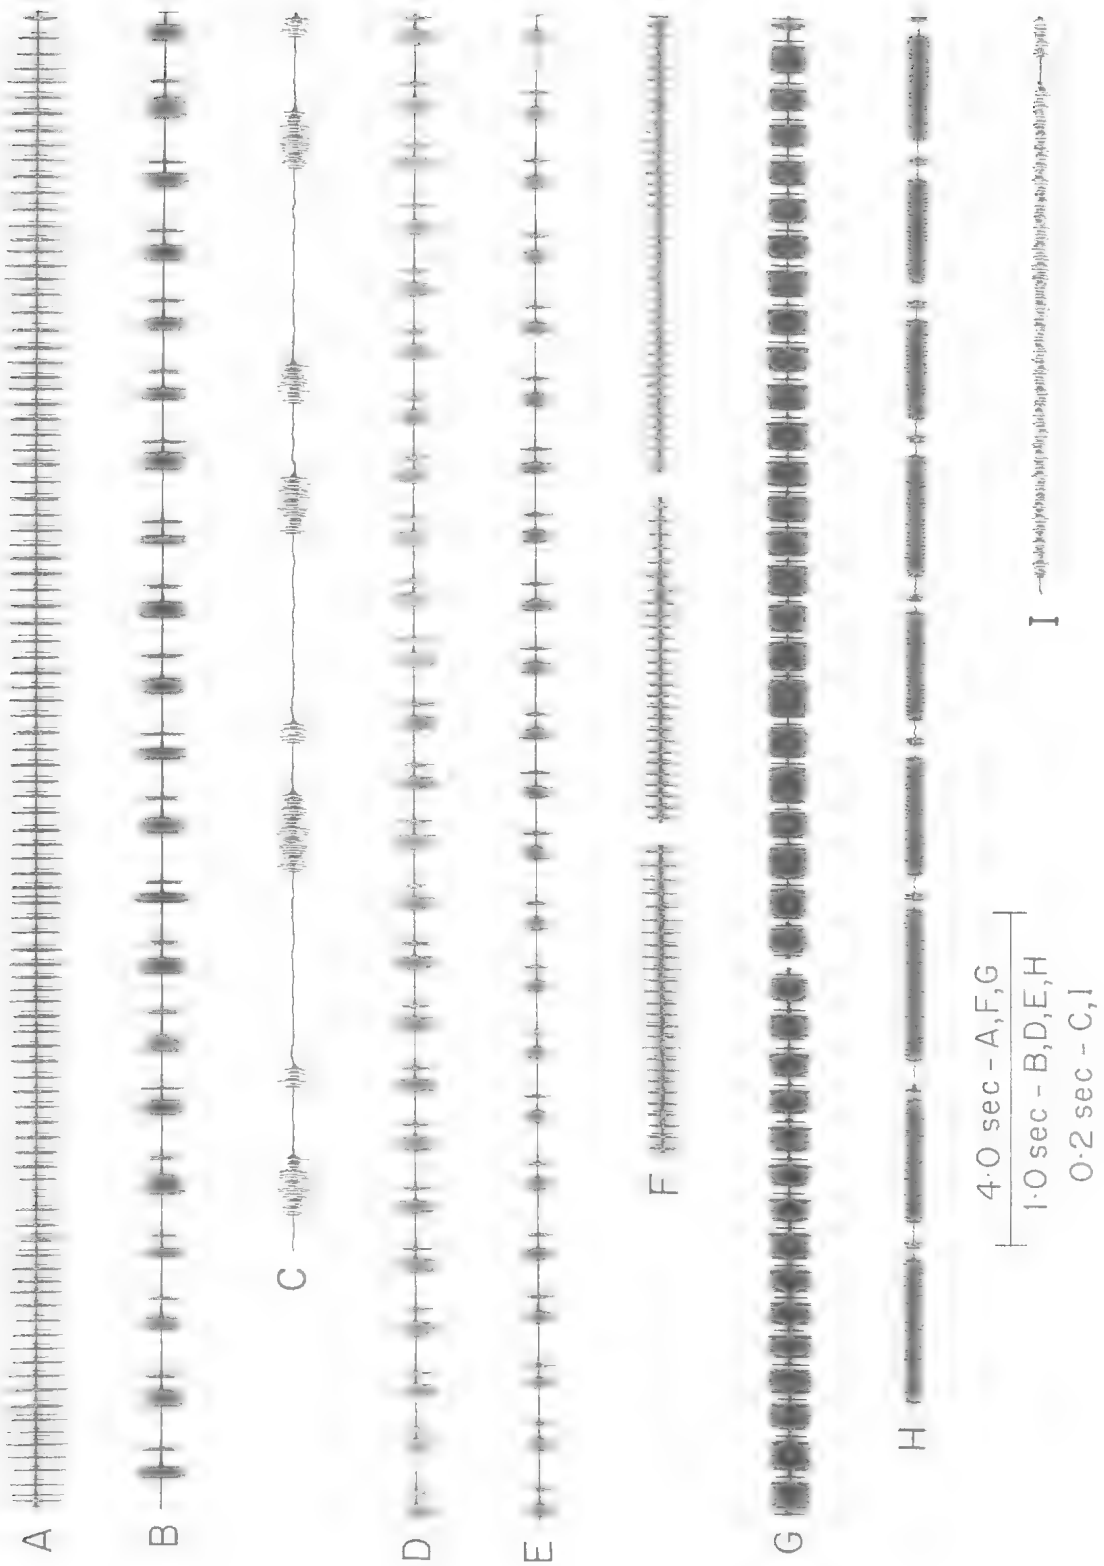 A
B
C
D
E
F
G
H
I
4·0 sec – A,F,G
1·0 sec – B,D,E,H
0·2 sec – C,I